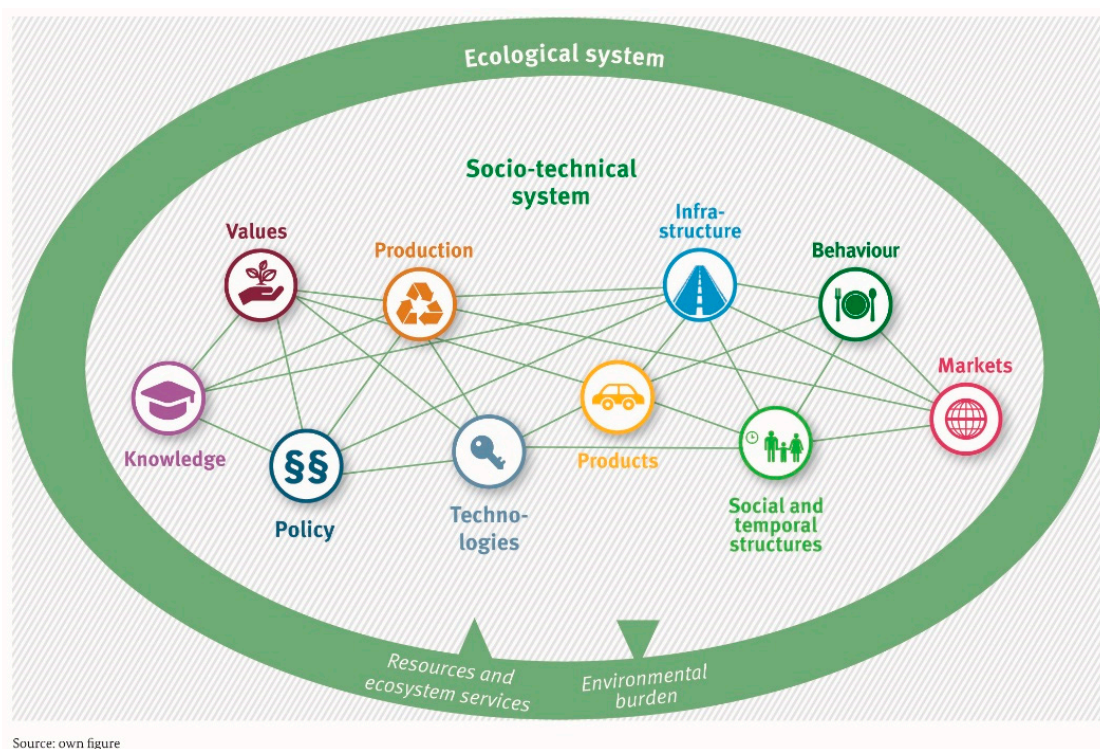 Ecological system
Socio-technical
system
Values
Production
Infra-
structure
Behaviour
Knowledge
§§
Policy
Techno-
logies
Products
Social and
temporal
structures
Markets
Resources and
ecosystem services
Environmental
burden
Source: own figure